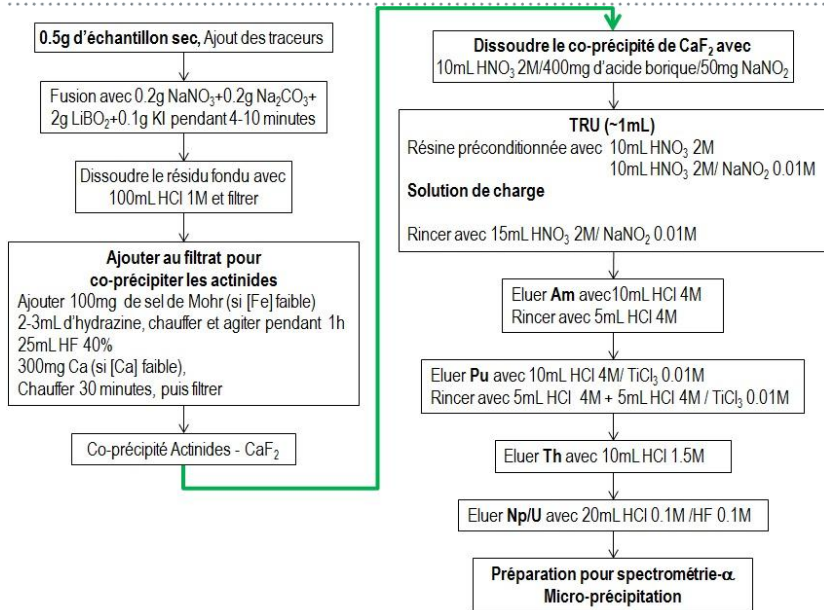 0.5g d'échantillon sec, Ajout des traceurs
Fusion avec 0.2g NaNO₃+0.2g Na₂CO₃+
2g LiBO₂+0.1g KI pendant 4-10 minutes
Dissoudre le résidu fondu avec
100mL HCl 1M et filtrer
Ajouter au filtrat pour
co-précipiter les actinides
Ajouter 100mg de sel de Mohr (si [Fe] faible)
2-3mL d'hydrazine, chauffer et agiter pendant 1h
25mL HF 40%
300mg Ca (si [Ca] faible),
Chauffer 30 minutes, puis filtrer
Co-précipité Actinides - CaF₂
Dissoudre le co-précipité de CaF₂ avec
10mL HNO₃ 2M/400mg d'acide borique/50mg NaNO₂
TRU (~1mL)
Résine préconditionnée avec 10mL HNO₃ 2M
10mL HNO₃ 2M/ NaNO₂ 0.01M
Solution de charge
Rincer avec 15mL HNO₃ 2M/ NaNO₂ 0.01M
Eluer Am avec10mL HCl 4M
Rincer avec 5mL HCl 4M
Eluer Pu avec 10mL HCl 4M/ TiCl₃ 0.01M
Rincer avec 5mL HCl 4M + 5mL HCl 4M / TiCl₃ 0.01M
Eluer Th avec 10mL HCl 1.5M
Eluer Np/U avec 20mL HCl 0.1M /HF 0.1M
Préparation pour spectrométrie-α.
Micro-précipitation